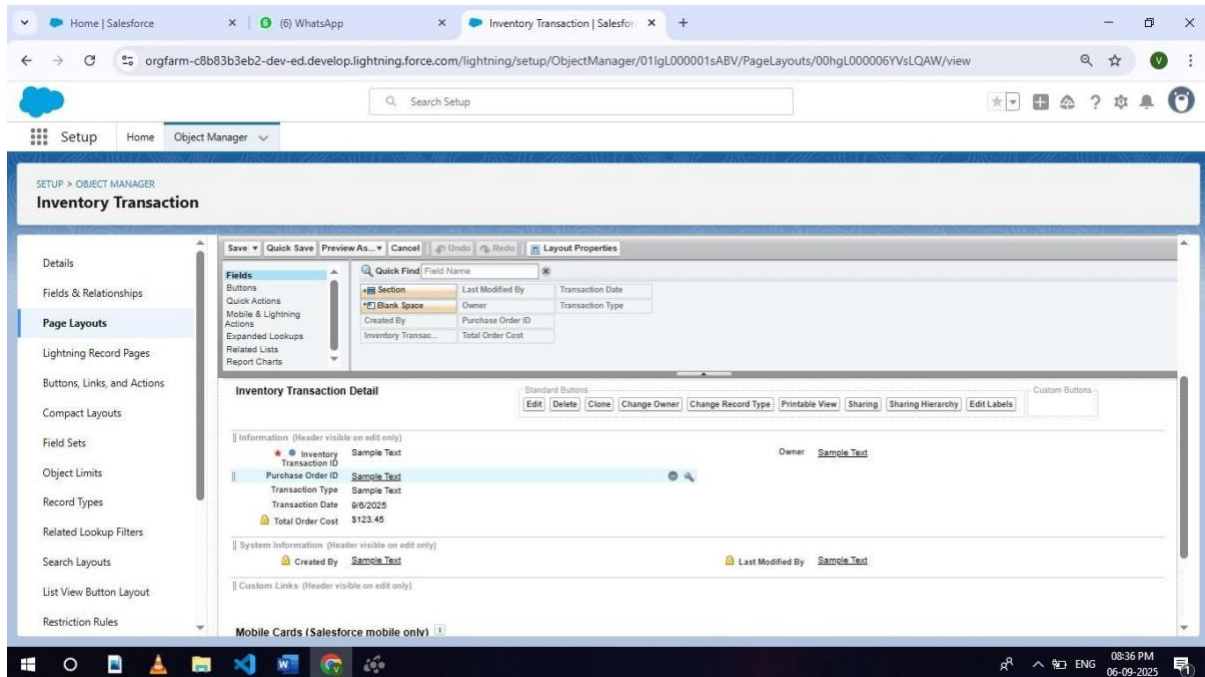 Home | Salesforce
(6) WhatsApp
Inventory Transaction | Salesfor
orgfarm-c8b83b3eb2-dev-ed.develop.lightning.force.com/lightning/setup/ObjectManager/01IgL000001sABV/PageLayouts/00hgL000006YVsLQAW/view
V
Search Setup
Setup
Home
Object Manager
SETUP > OBJECT MANAGER
Inventory Transaction
Details
Fields & Relationships
Page Layouts
Lightning Record Pages
Buttons, Links, and Actions
Compact Layouts
Field Sets
Object Limits
Record Types
Related Lookup Filters
Search Layouts
List View Button Layout
Restriction Rules
Save Quick Save Preview As... Cancel Undo Redo Layout Properties
Fields
Buttons
Quick Actions
Mobile & Lightning
Actions
Expanded Lookups
Related Lists
Report Charts
Quick Find Field Name
Section Last Modified By Transaction Date
Blank Space Owner Transaction Type
Created By Purchase Order ID
Inventory Transac... Total Order Cost
Inventory Transaction Detail
Standard Buttons
Edit Delete Clone Change Owner Change Record Type Printable View Sharing Sharing Hierarchy Edit Labels
Custom Buttons
Information (Header visible on edit only)
Inventory Transaction ID Sample Text Owner Sample Text
Purchase Order ID Sample Text
Transaction Type Sample Text
Transaction Date 9/6/2025
Total Order Cost $123.45
System Information (Header visible on edit only)
Created By Sample Text Last Modified By Sample Text
Custom Links (Header visible on edit only)
Mobile Cards (Salesforce mobile only) i
ENG
08:36 PM
06-09-2025